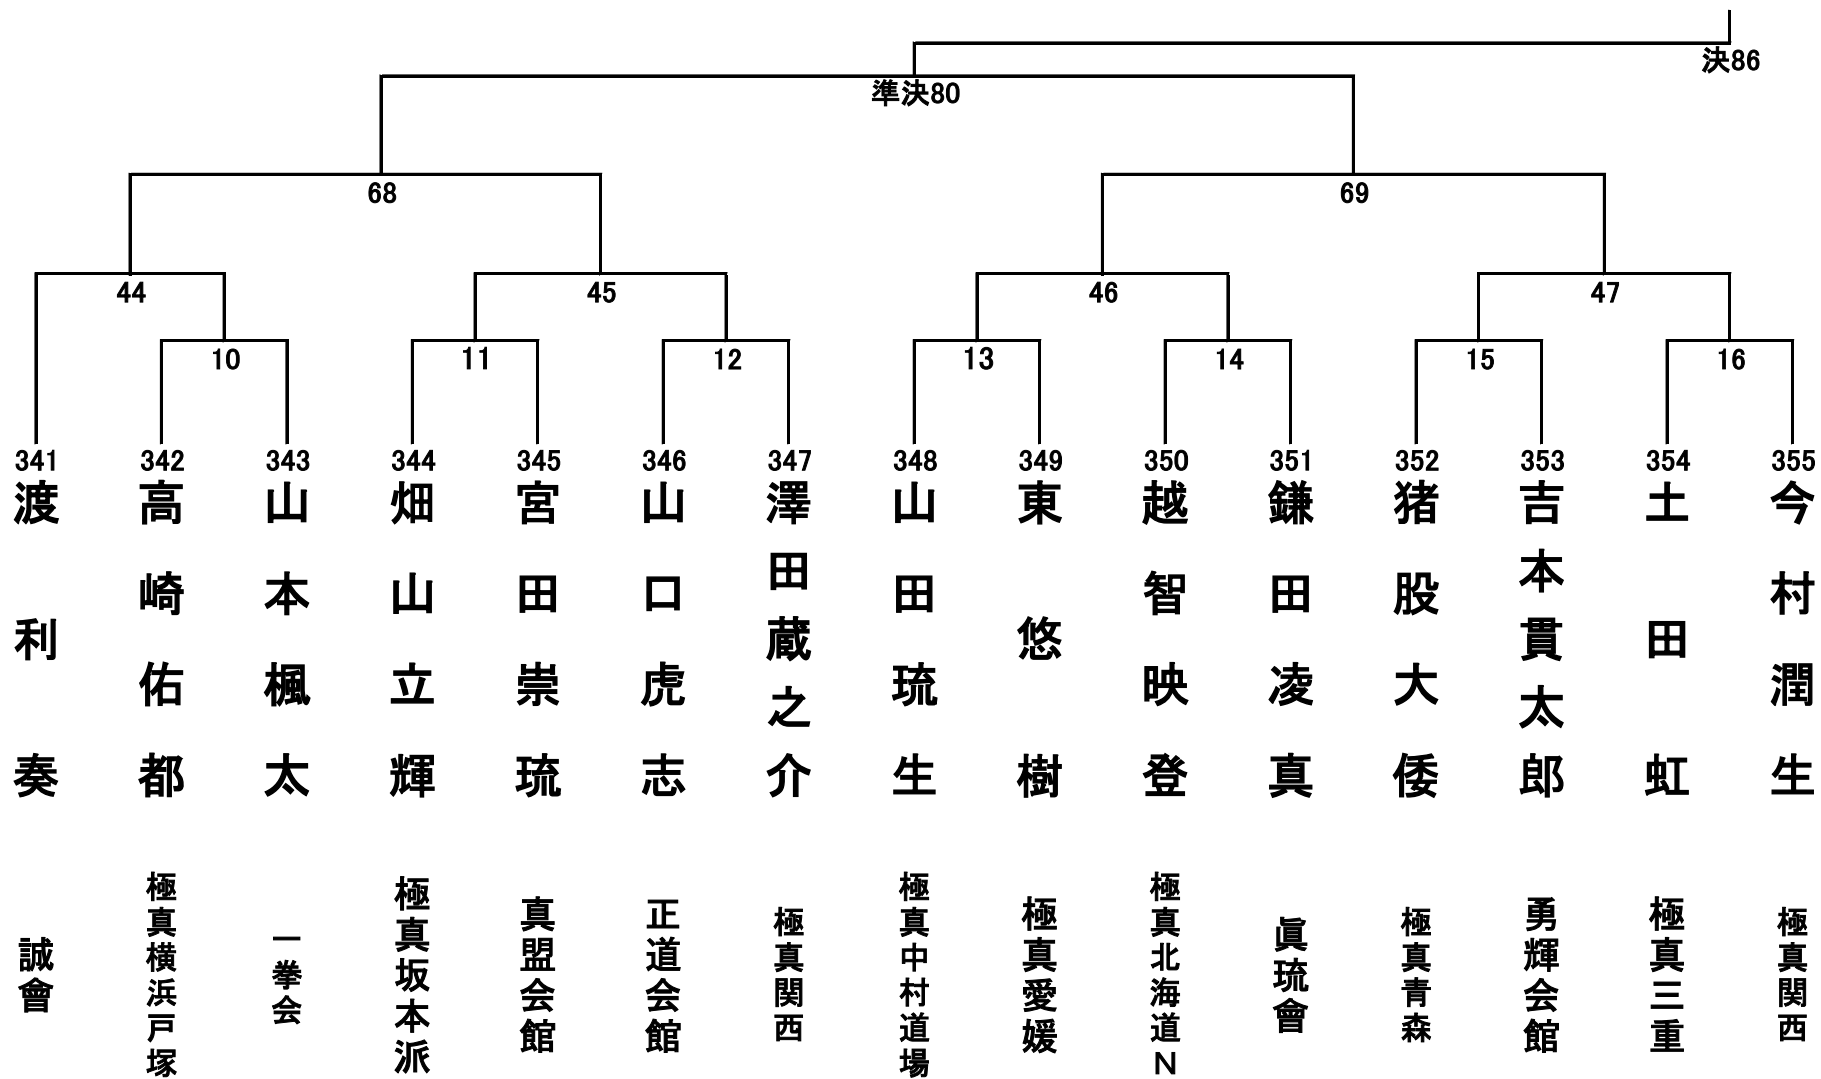 決86
準決80
68
69
44
45
46
47
10
11
12
13
14
15
16
341
342
343
344
345
346
347
348
349
350
351
352
353
354
355
渡利奏
高崎佑都
山本楓太
畑山立輝
宮田崇琉
山口虎志
澤田蔵之介
山田琉生
東悠樹
越智映登
鎌田凌真
猪股大倭
吉本貫太郎
土田虹
今村潤生
誠會
極真横浜戸塚
一拳会
極真坂本派
真盟会館
正道会館
極真関西
極真中村道場
極真愛媛
極真北海道Ｎ
眞琉會
極真青森
勇輝会館
極真三重
極真関西